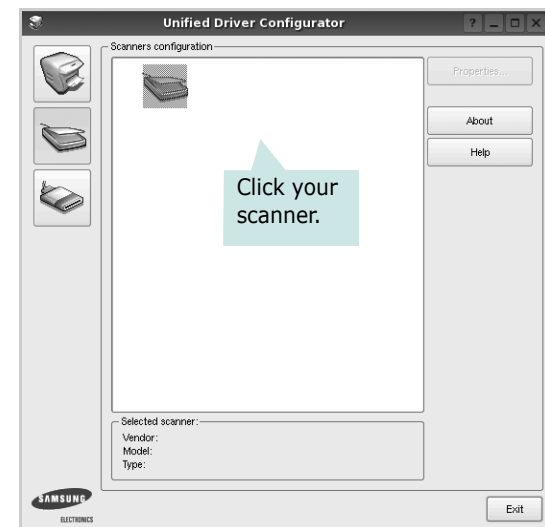 Unified Driver Configurator
Scanners configuration
Properties...
About
Help
Click your
scanner.
Selected scanner:
Vendor:
Model:
Type:
SAMSUNG
ELECTRONICS
Exit